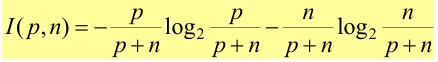 I(p,n) = − p/(p+n) log₂ p/(p+n) − n/(p+n) log₂ n/(p+n)